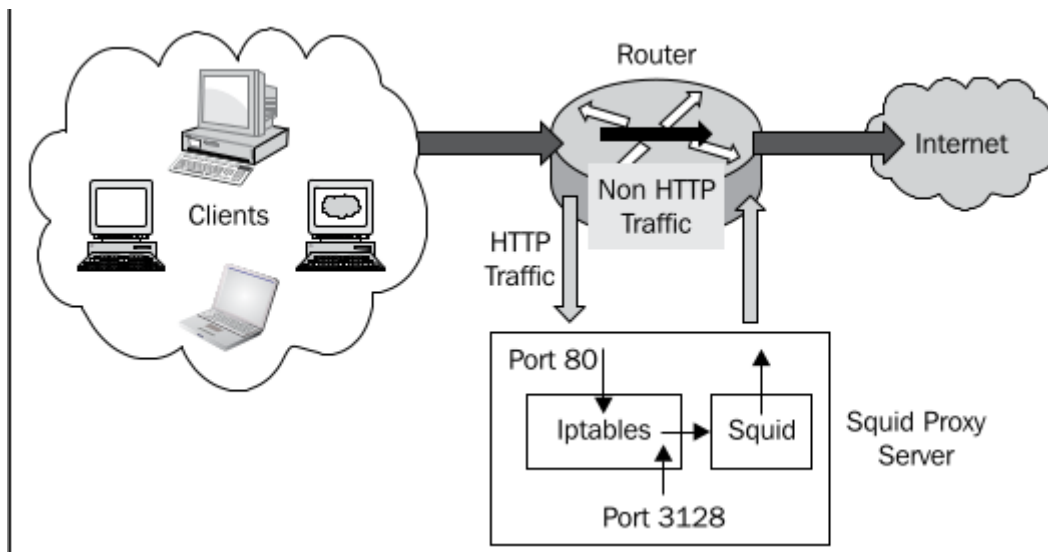 Router
Internet
Non HTTP
Traffic
Clients
HTTP
Traffic
Port 80
Iptables
Squid
Squid Proxy
Server
Port 3128